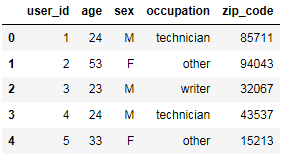 user_id age sex occupation zip_code
0 1 24 M technician 85711
1 2 53 F other 94043
2 3 23 M writer 32067
3 4 24 M technician 43537
4 5 33 F other 15213